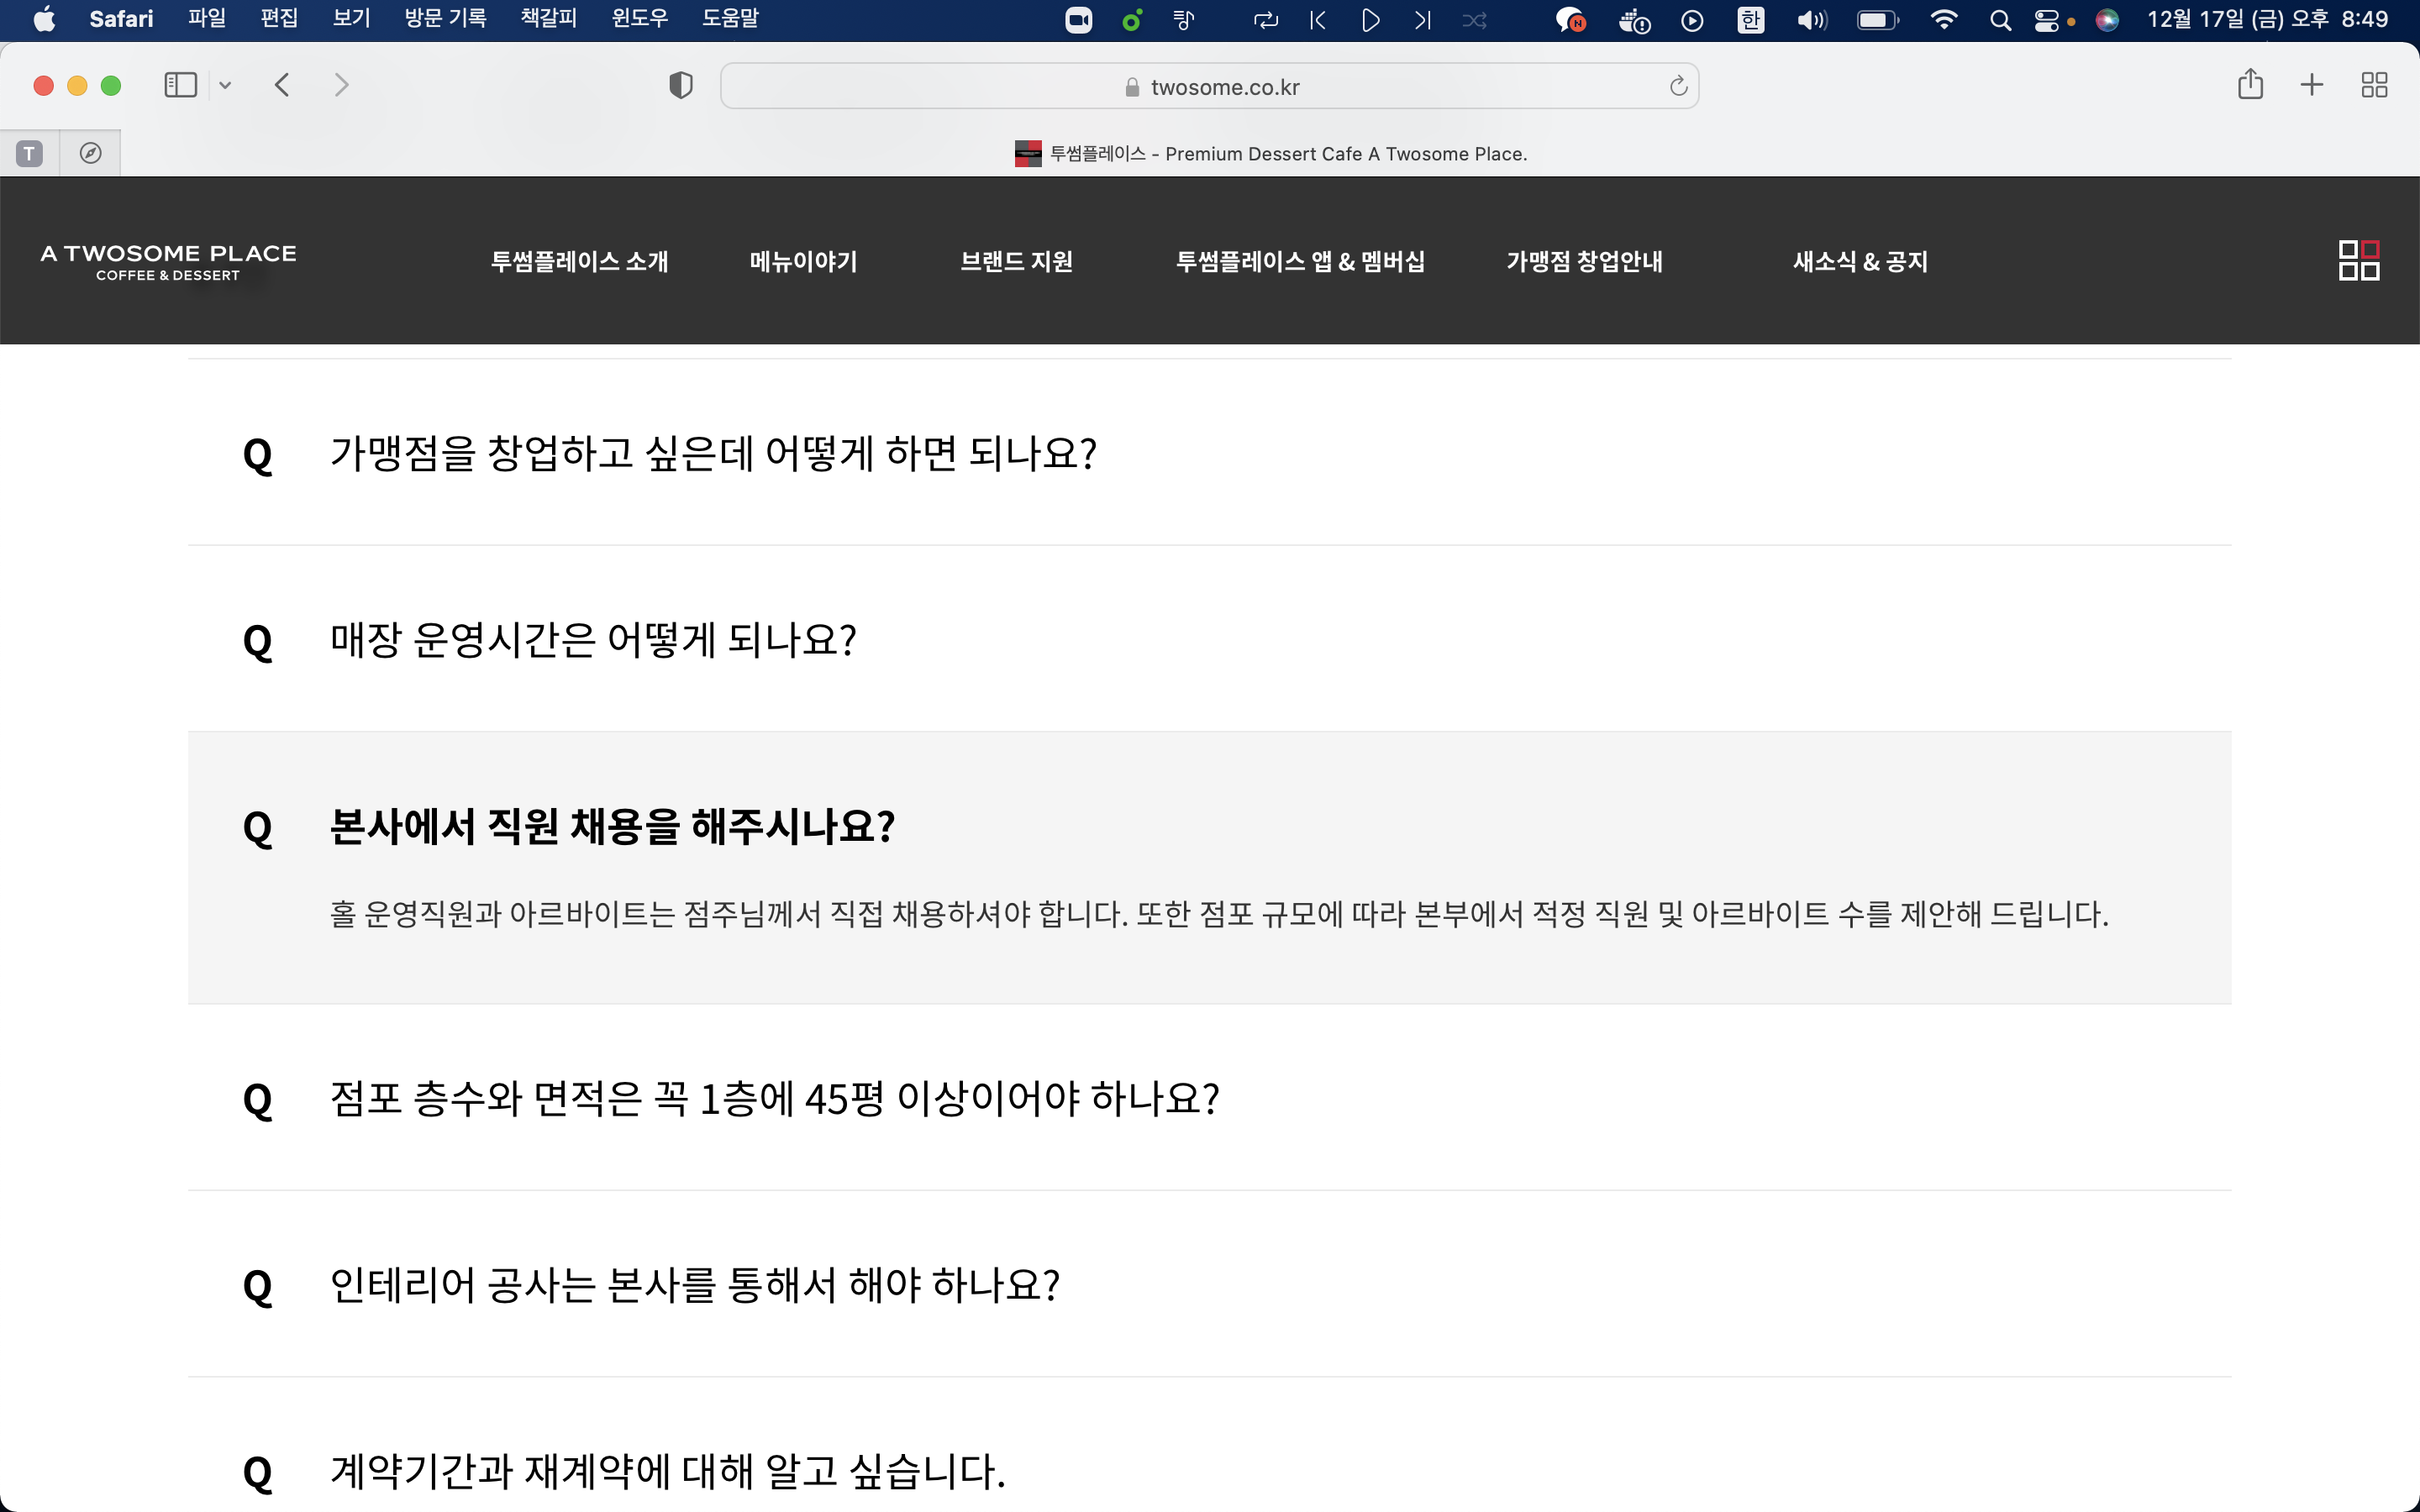 Safari 파일 편집 보기 방문 기록 책갈피 윈도우 도움말 N 한 12월 17일 (금) 오후 8:49
twosome.co.kr
T 투썸플레이스 - Premium Dessert Cafe A Twosome Place.
A TWOSOME PLACE
COFFEE & DESSERT
투썸플레이스 소개 메뉴이야기 브랜드 지원 투썸플레이스 앱 & 멤버십 가맹점 창업안내 새소식 & 공지
Q 가맹점을 창업하고 싶은데 어떻게 하면 되나요?
Q 매장 운영시간은 어떻게 되나요?
Q 본사에서 직원 채용을 해주시나요?
홀 운영직원과 아르바이트는 점주님께서 직접 채용하셔야 합니다. 또한 점포 규모에 따라 본부에서 적정 직원 및 아르바이트 수를 제안해 드립니다.
Q 점포 층수와 면적은 꼭 1층에 45평 이상이어야 하나요?
Q 인테리어 공사는 본사를 통해서 해야 하나요?
Q 계약기간과 재계약에 대해 알고 싶습니다.